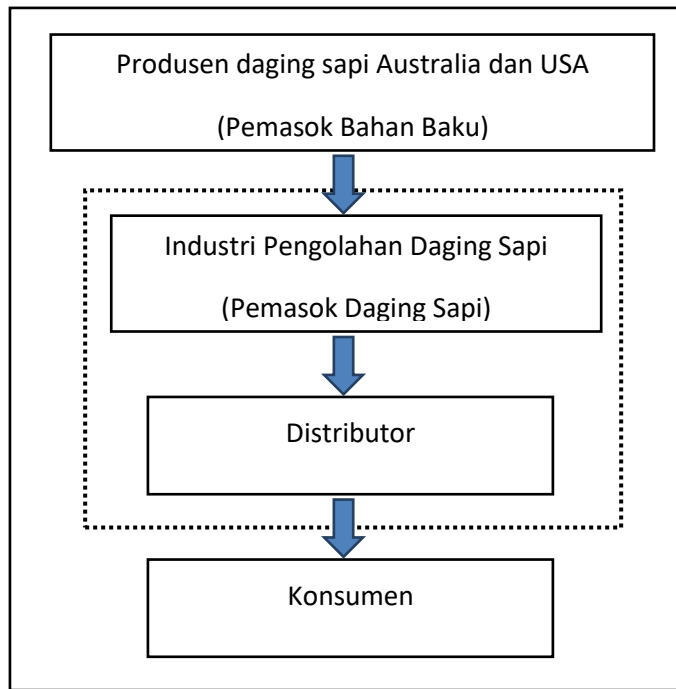 Produsen daging sapi Australia dan USA
(Pemasok Bahan Baku)
Industri Pengolahan Daging Sapi
(Pemasok Daging Sapi)
Distributor
Konsumen